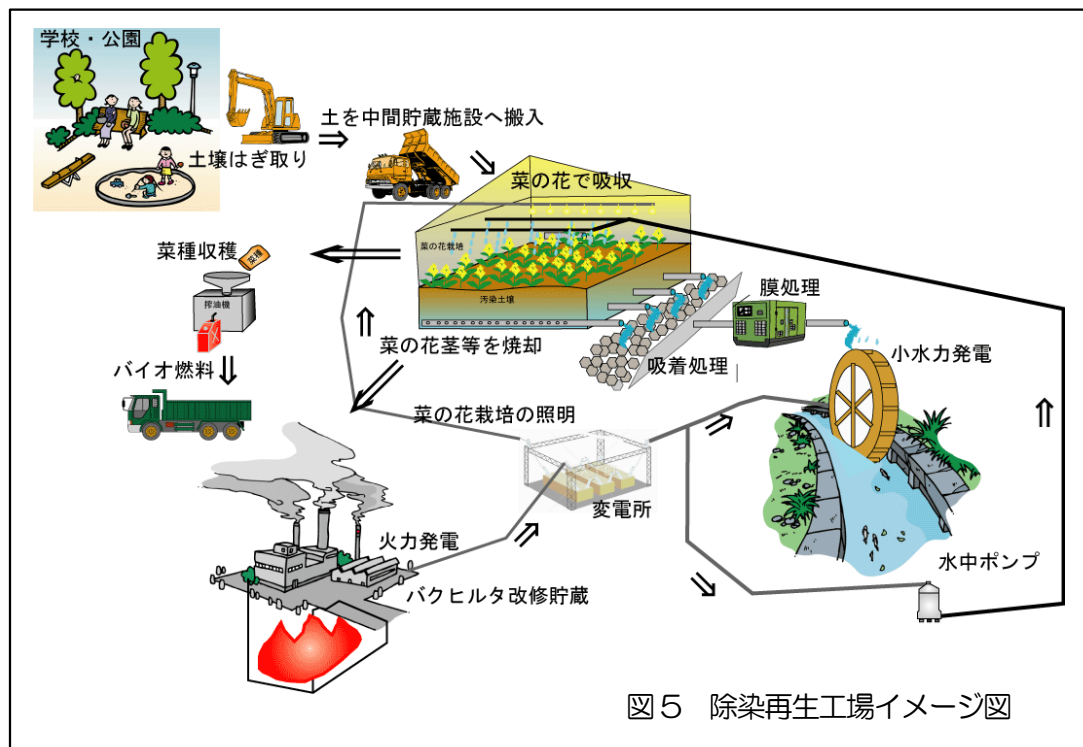 学校・公園
土を中間貯蔵施設へ搬入
土壌はぎ取り
菜の花で吸収
菜種収穫
菜種
菜の花栽培
搾油機
汚染土壌
膜処理
菜の花茎等を焼却
吸着処理
小水力発電
バイオ燃料
菜の花栽培の照明
変電所
火力発電
水中ポンプ
バクヒルタ改修貯蔵
図5 除染再生工場イメージ図